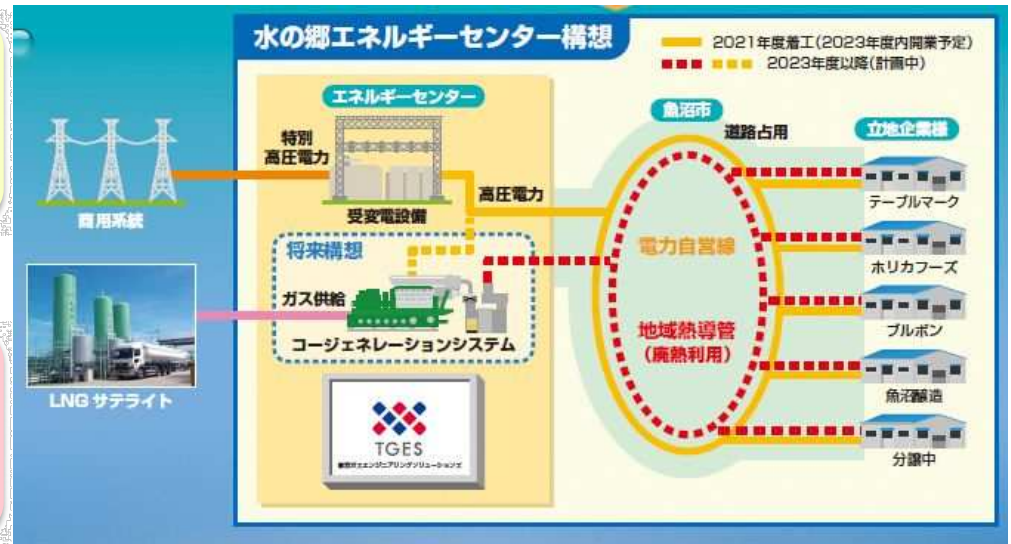 水の郷エネルギーセンター構想
2021年度着工(2023年度内開業予定)
2023年度以降(計画中)
エネルギーセンター
魚沼市
道路占用
立地企業様
特別
高圧電力
高圧電力
商用系統
受変電設備
テーブルマーク
将来構想
電力自営線
ホリカフーズ
ガス供給
ブルボン
コージェネレーションシステム
地域熱導管
(廃熱利用)
LNG サテライト
魚沼醸造
TGES
分譲中